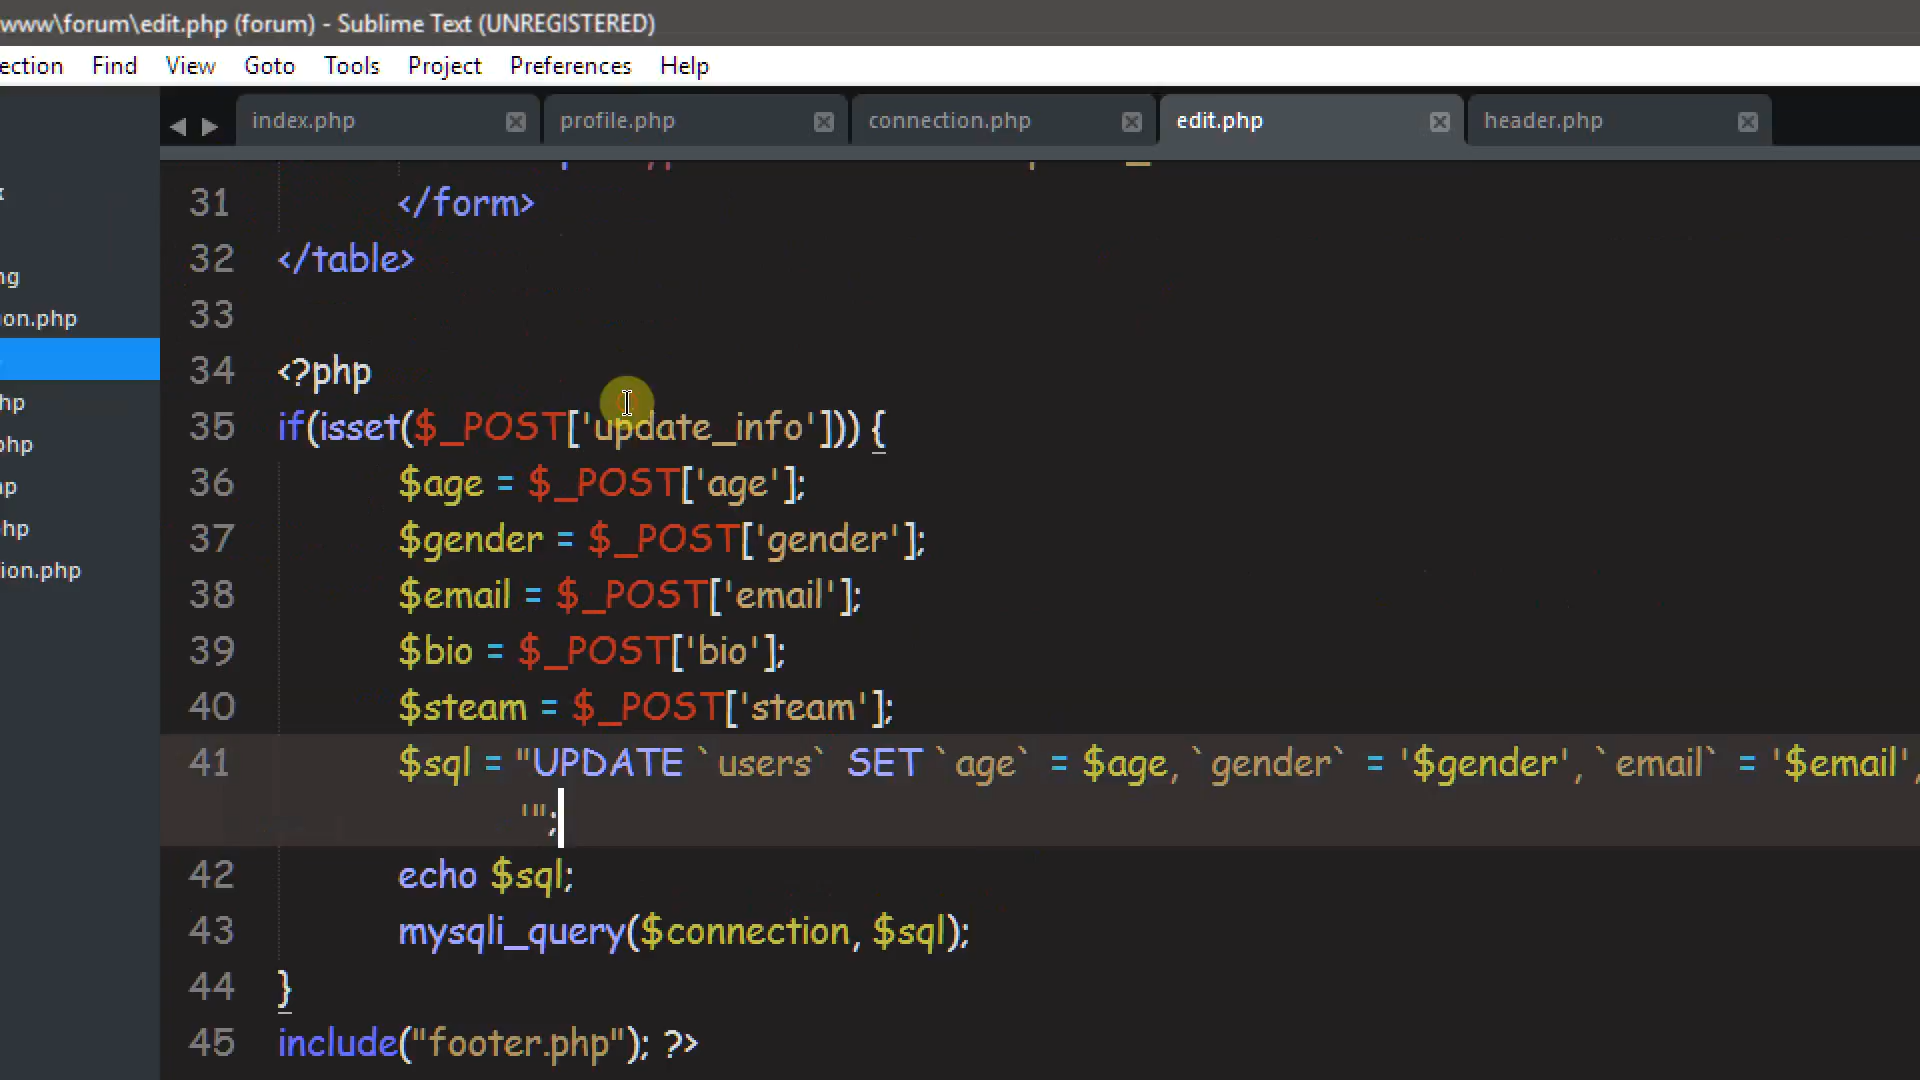 www\forum\edit.php (forum) - Sublime Text (UNREGISTERED)
ection Find View Goto Tools Project Preferences Help
index.php profile.php connection.php edit.php header.php
ng
on.php
hp
php
hp
hp
ion.php
31 </form>
32 </table>
33
34 <?php
35 if(isset($_POST['update_info'])) {
36 $age = $_POST['age'];
37 $gender = $_POST['gender'];
38 $email = $_POST['email'];
39 $bio = $_POST['bio'];
40 $steam = $_POST['steam'];
41 $sql = "UPDATE `users` SET `age` = $age, `gender` = '$gender', `email` = '$email',
'";
42 echo $sql;
43 mysqli_query($connection, $sql);
44 }
45 include("footer.php"); ?>